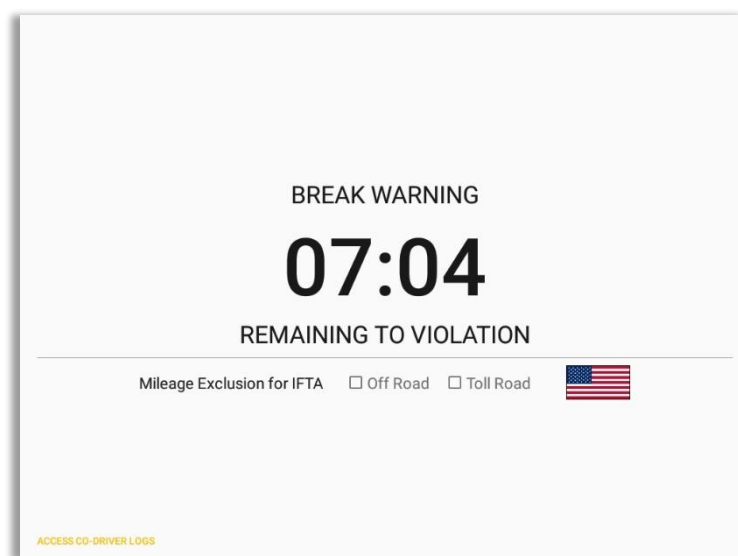 BREAK WARNING
07:04
REMAINING TO VIOLATION
Mileage Exclusion for IFTA Off Road Toll Road
ACCESS CO-DRIVER LOGS